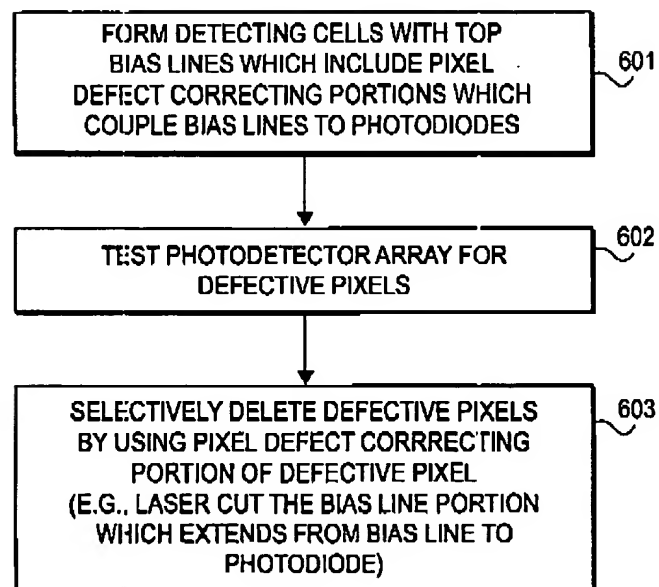 FORM DETECTING CELLS WITH TOP
BIAS LINES WHICH INCLUDE PIXEL
DEFECT CORRECTING PORTIONS WHICH
COUPLE BIAS LINES TO PHOTODIODES
601
TEST PHOTODETECTOR ARRAY FOR
DEFECTIVE PIXELS
602
SELECTIVELY DELETE DEFECTIVE PIXELS
BY USING PIXEL DEFECT CORRRECTING
PORTION OF DEFECTIVE PIXEL
(E.G., LASER CUT THE BIAS LINE PORTION
WHICH EXTENDS FROM BIAS LINE TO
PHOTODIODE)
603